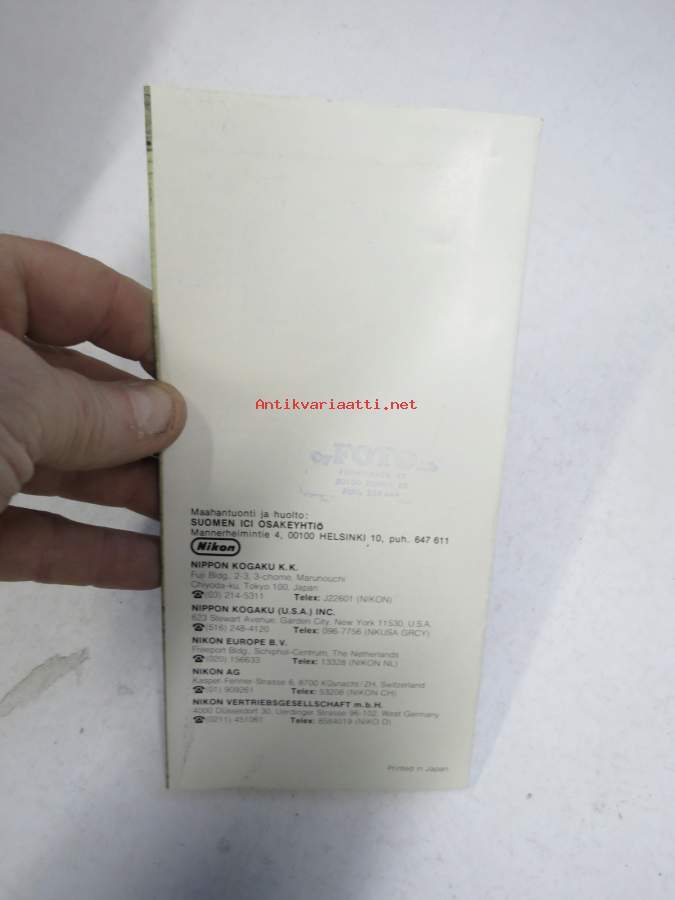 Antikvariaatti.net
FOTO
Maahantuonti ja huolto:
SUOMEN ICI OSAKEYHTIÖ
Mannerheimintie 4, 00100 HELSINKI 10, puh. 647 611
Nikon
NIPPON KOGAKU K.K.
Fuji Bldg., 2-3, 3-chome, Marunouchi
Chiyoda-ku, Tokyo 100, Japan
☎(03) 214-5311 Telex: J22601 (NIKON)
NIPPON KOGAKU (U.S.A.) INC.
623 Stewart Avenue, Garden City, New York 11530, U.S.A.
☎(516) 248-4120 Telex: 096-7756 (NKUSA GRCY)
NIKON EUROPE B.V.
Freeport Bldg., Schiphol-Centrum, The Netherlands
☎(020) 156633 Telex: 13328 (NIKON NL)
NIKON AG
Kaspar-Fenner-Strasse 6, 8700 Küsnacht/ZH, Switzerland
☎(01) 909261 Telex: 53208 (NIKON CH)
NIKON VERTRIEBSGESELLSCHAFT m.b.H.
4000 Düsseldorf 30, Uerdinger Strasse 96-102, West Germany
☎(0211) 451061 Telex: 8584019 (NIKO D)
Printed in Japan